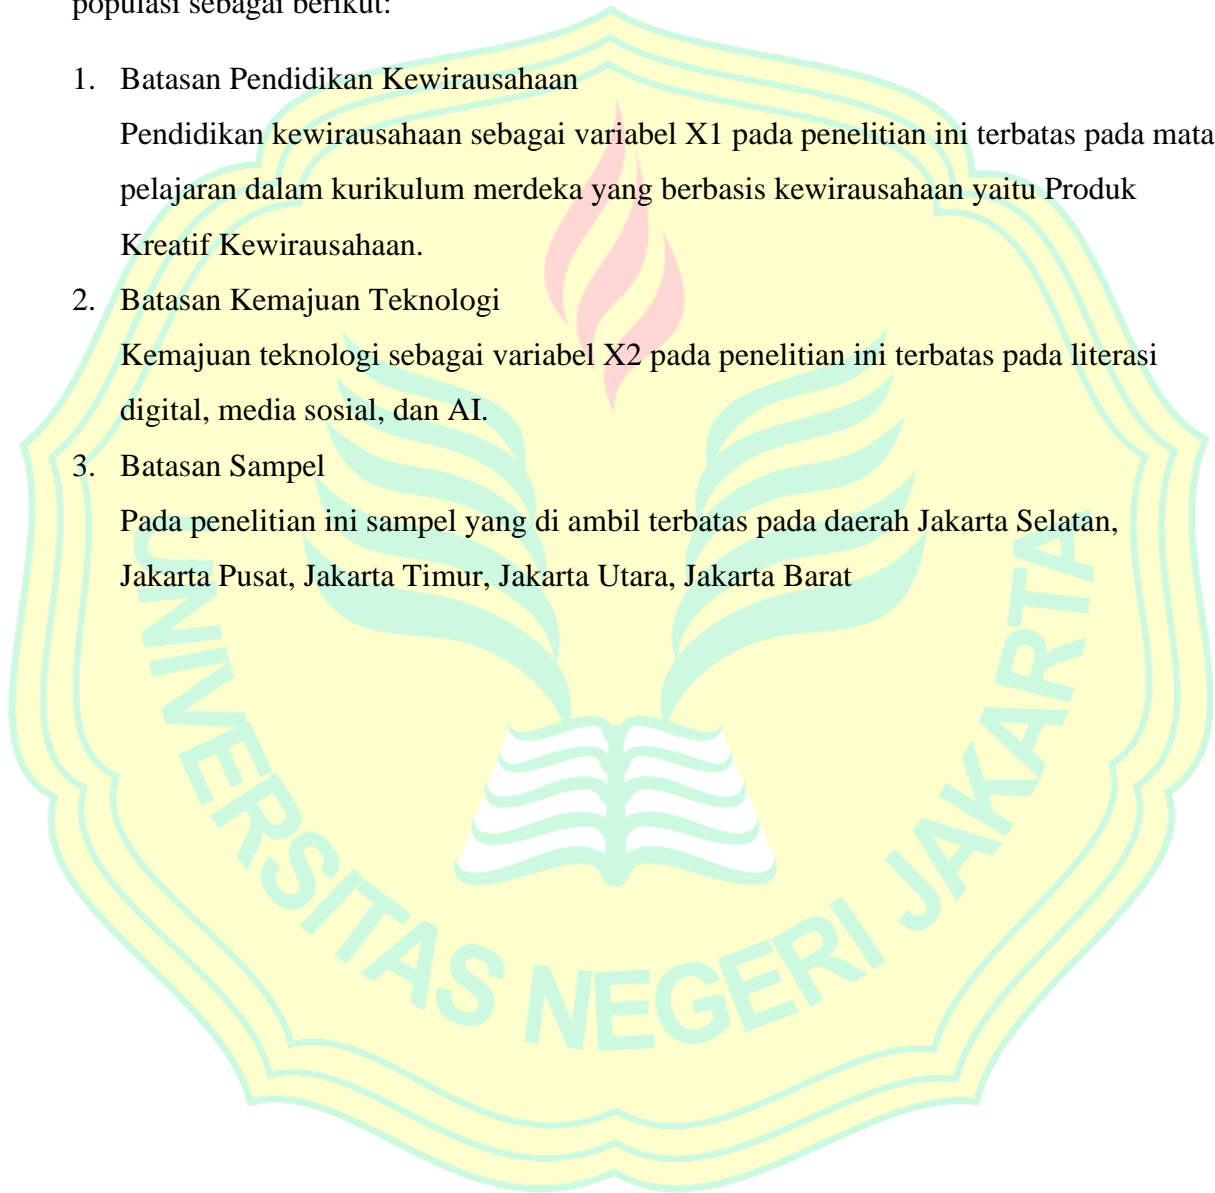 populasi sebagai berikut:
1. Batasan Pendidikan Kewirausahaan
Pendidikan kewirausahaan sebagai variabel X1 pada penelitian ini terbatas pada mata
pelajaran dalam kurikulum merdeka yang berbasis kewirausahaan yaitu Produk
Kreatif Kewirausahaan.
2. Batasan Kemajuan Teknologi
Kemajuan teknologi sebagai variabel X2 pada penelitian ini terbatas pada literasi
digital, media sosial, dan AI.
3. Batasan Sampel
Pada penelitian ini sampel yang di ambil terbatas pada daerah Jakarta Selatan,
Jakarta Pusat, Jakarta Timur, Jakarta Utara, Jakarta Barat
UNIVERSITAS NEGERI JAKARTA